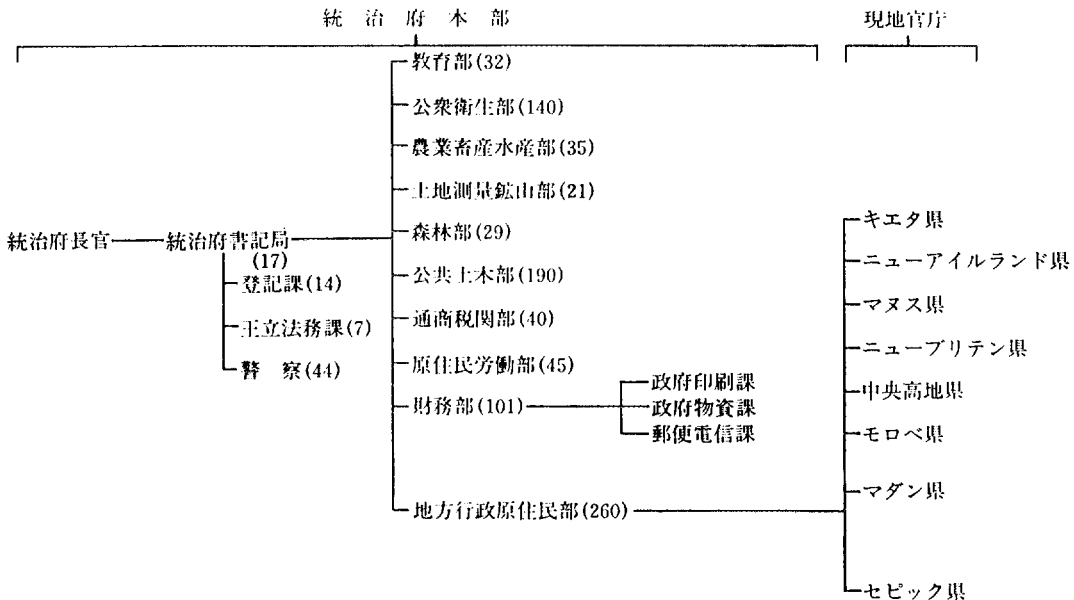 統治府本部
現地官庁
教育部(32)
公衆衛生部(140)
農業畜産水産部(35)
土地測量鉱山部(21)
森林部(29)
公共土木部(190)
通商税関部(40)
原住民労働部(45)
財務部(101)
地方行政原住民部(260)
統治府長官
統治府書記局
(17)
登記課(14)
王立法務課(7)
警察(44)
政府印刷課
政府物資課
郵便電信課
キエタ県
ニューアイルランド県
マヌス県
ニューブリテン県
中央高地県
モロベ県
マダン県
セピック県